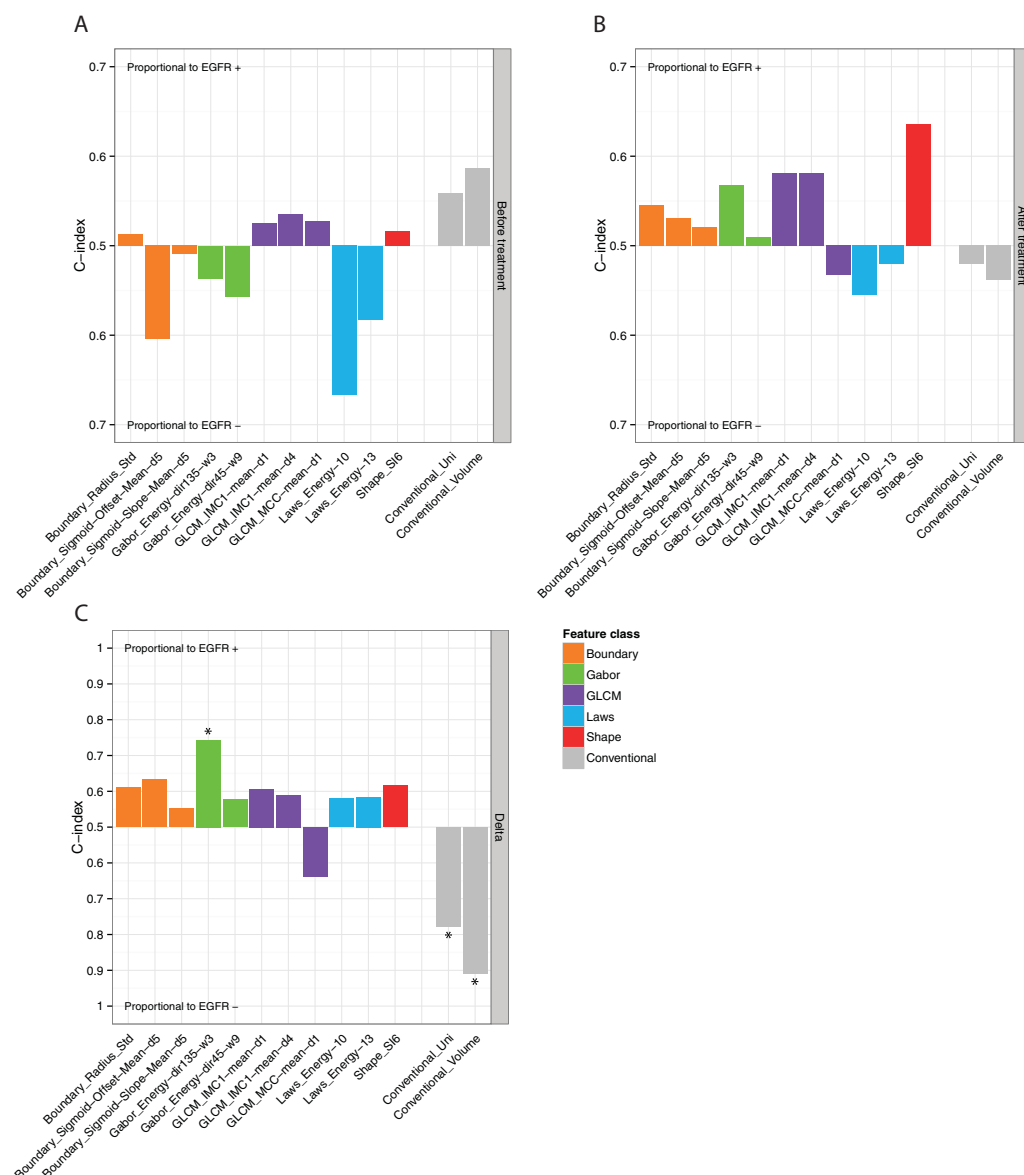 A
0.7
Proportional to EGFR +
0.6
0.5
0.6
0.7
Proportional to EGFR –
C–index
Before treatment
Boundary_Radius_Std
Boundary_Sigmoid–Offset–Mean–d5
Boundary_Sigmoid–Slope–Mean–d5
Gabor_Energy–dir135–w3
Gabor_Energy–dir45–w9
GLCM_IMC1–mean–d1
GLCM_IMC1–mean–d4
GLCM_MCC–mean–d1
Laws_Energy–10
Laws_Energy–13
Shape_SI6
Conventional_Uni
Conventional_Volume
B
0.7
Proportional to EGFR +
0.6
0.5
0.6
0.7
Proportional to EGFR –
C–index
After treatment
Boundary_Radius_Std
Boundary_Sigmoid–Offset–Mean–d5
Boundary_Sigmoid–Slope–Mean–d5
Gabor_Energy–dir135–w3
Gabor_Energy–dir45–w9
GLCM_IMC1–mean–d1
GLCM_IMC1–mean–d4
GLCM_MCC–mean–d1
Laws_Energy–10
Laws_Energy–13
Shape_SI6
Conventional_Uni
Conventional_Volume
C
1
Proportional to EGFR +
0.9
0.8
0.7
0.6
0.5
0.6
0.7
0.8
0.9
1
Proportional to EGFR –
*
*
*
C–index
Delta
Boundary_Radius_Std
Boundary_Sigmoid–Offset–Mean–d5
Boundary_Sigmoid–Slope–Mean–d5
Gabor_Energy–dir135–w3
Gabor_Energy–dir45–w9
GLCM_IMC1–mean–d1
GLCM_IMC1–mean–d4
GLCM_MCC–mean–d1
Laws_Energy–10
Laws_Energy–13
Shape_SI6
Conventional_Uni
Conventional_Volume
Feature class
Boundary
Gabor
GLCM
Laws
Shape
Conventional